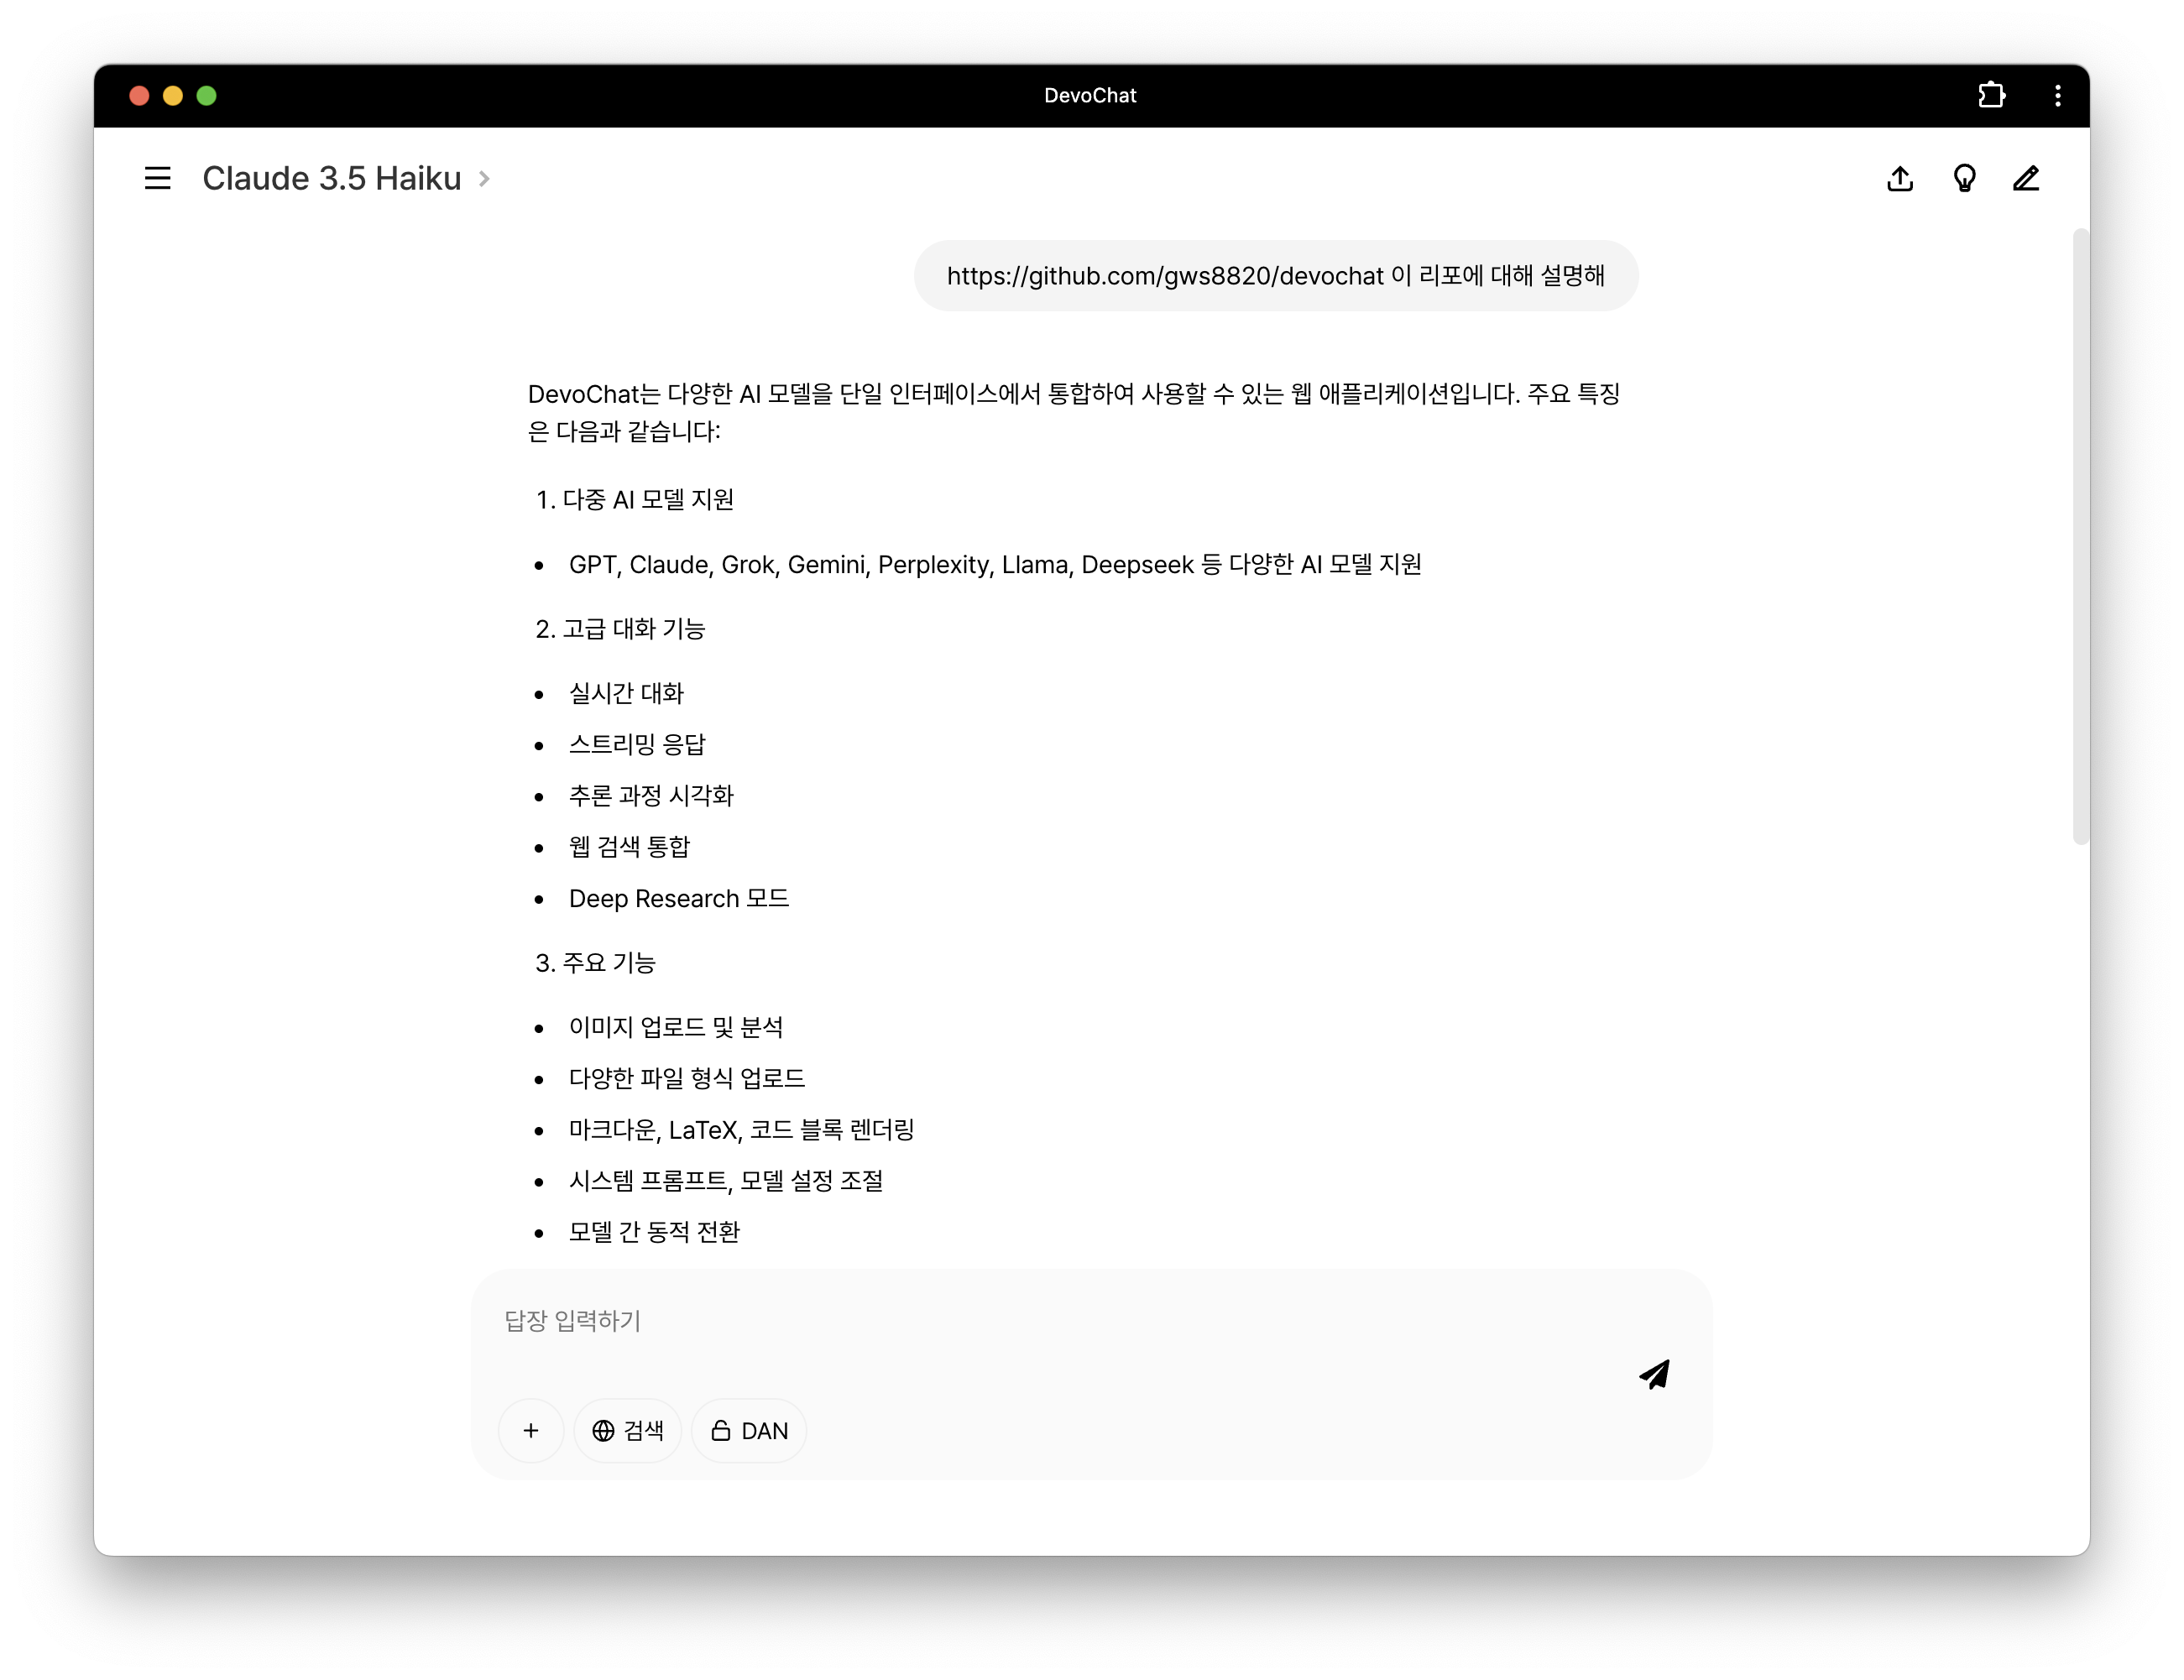 DevoChat
Claude 3.5 Haiku
https://github.com/gws8820/devochat 이 리포에 대해 설명해
DevoChat는 다양한 AI 모델을 단일 인터페이스에서 통합하여 사용할 수 있는 웹 애플리케이션입니다. 주요 특징
은 다음과 같습니다:
1. 다중 AI 모델 지원
• GPT, Claude, Grok, Gemini, Perplexity, Llama, Deepseek 등 다양한 AI 모델 지원
2. 고급 대화 기능
• 실시간 대화
• 스트리밍 응답
• 추론 과정 시각화
• 웹 검색 통합
• Deep Research 모드
3. 주요 기능
• 이미지 업로드 및 분석
• 다양한 파일 형식 업로드
• 마크다운, LaTeX, 코드 블록 렌더링
• 시스템 프롬프트, 모델 설정 조절
• 모델 간 동적 전환
답장 입력하기
+ 검색 DAN